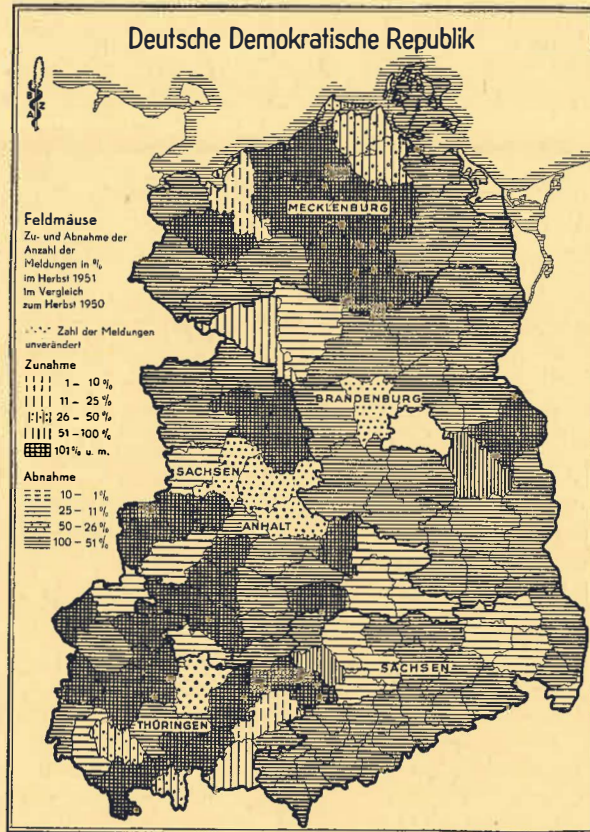 Deutsche Demokratische Republik
Feldmäuse
Zu- und Abnahme der
Anzahl der
Meldungen in %
im Herbst 1951
im Vergleich
zum Herbst 1950
Zahl der Meldungen
unverändert
Zunahme
1 – 10 %
11 – 25 %
26 – 50 %
51 – 100 %
101 % u. m.
Abnahme
10 – 1 %
25 – 11 %
50 – 26 %
100 – 51 %
MECKLENBURG
BRANDENBURG
SACHSEN
ANHALT
SACHSEN
THÜRINGEN